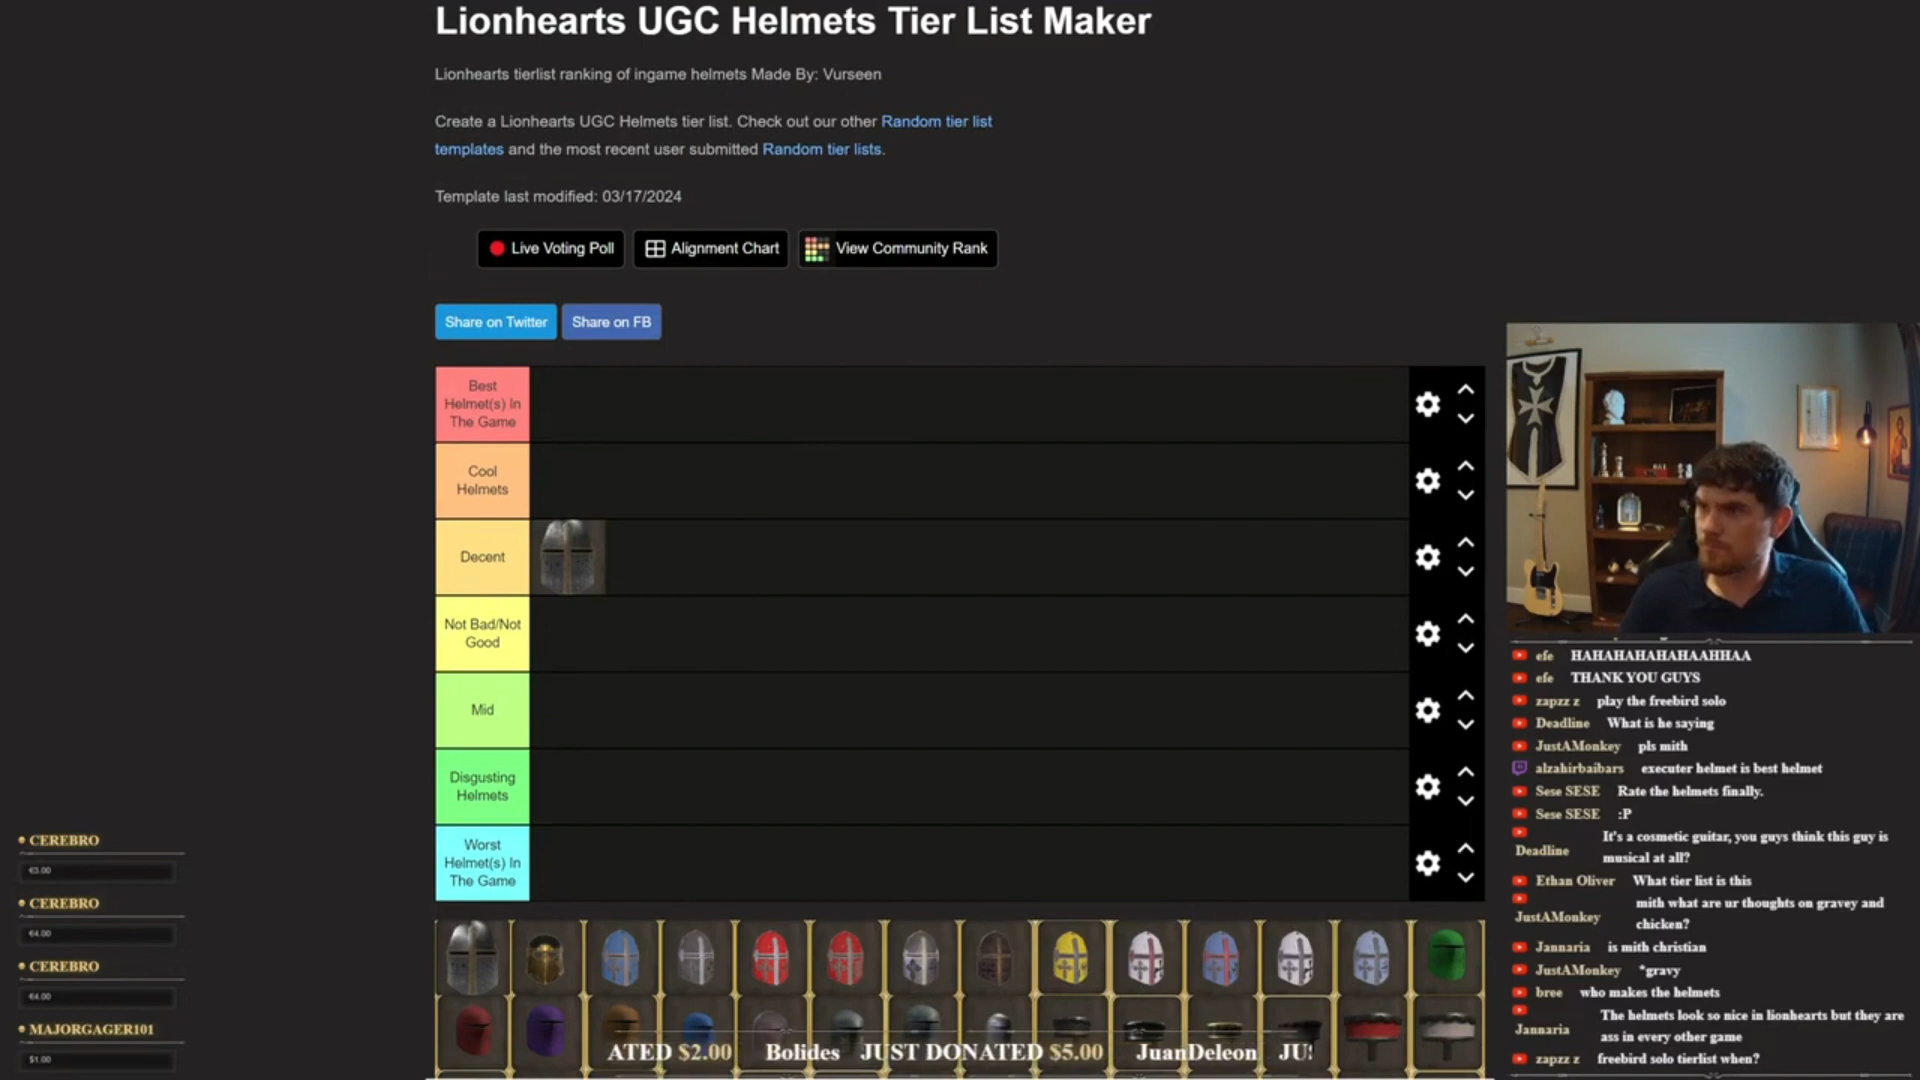 Lionhearts UGC Helmets Tier List Maker
Lionhearts tierlist ranking of ingame helmets Made By: Vurseen
Create a Lionhearts UGC Helmets tier list. Check out our other Random tier list
templates and the most recent user submitted Random tier lists.
Template last modified: 03/17/2024
Live Voting Poll
Alignment Chart
View Community Rank
Share on Twitter
Share on FB
Best
Helmet(s) In
The Game
Cool
Helmets
Decent
Not Bad/Not
Good
Mid
Disgusting
Helmets
Worst
Helmet(s) In
The Game
CEREBRO
€3.00
CEREBRO
€4.00
CEREBRO
€4.00
MAJORGAGER101
$1.00
ATED $2.00 Bolides JUST DONATED $5.00 JuanDeleon
efe HAHAHAHAHAHAAHHAA
efe THANK YOU GUYS
zapzz z play the freebird solo
Deadline What is he saying
JustAMonkey pls mith
alzahirbaibars executer helmet is best helmet
Sese SESE Rate the helmets finally.
Sese SESE :P
Deadline It's a cosmetic guitar, you guys think this guy is
musical at all?
Ethan Oliver What tier list is this
JustAMonkey mith what are ur thoughts on gravey and
chicken?
Jannaria is mith christian
JustAMonkey *gravy
bree who makes the helmets
Jannaria The helmets look so nice in lionhearts but they are
ass in every other game
zapzz z freebird solo tierlist when?